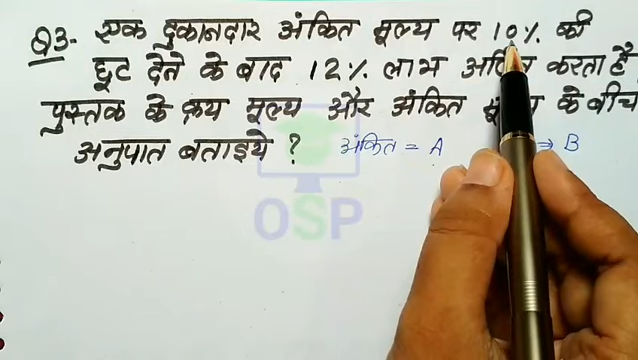 Q3- एक दुकानदार अंकित मूल्य पर 10% की
छूट देने के बाद 12% लाभ करता है
पुस्तक के क्रय मूल्य और अंकित के बीच
अनुपात बताइये ? अंकित = A ⇒ B
OSP